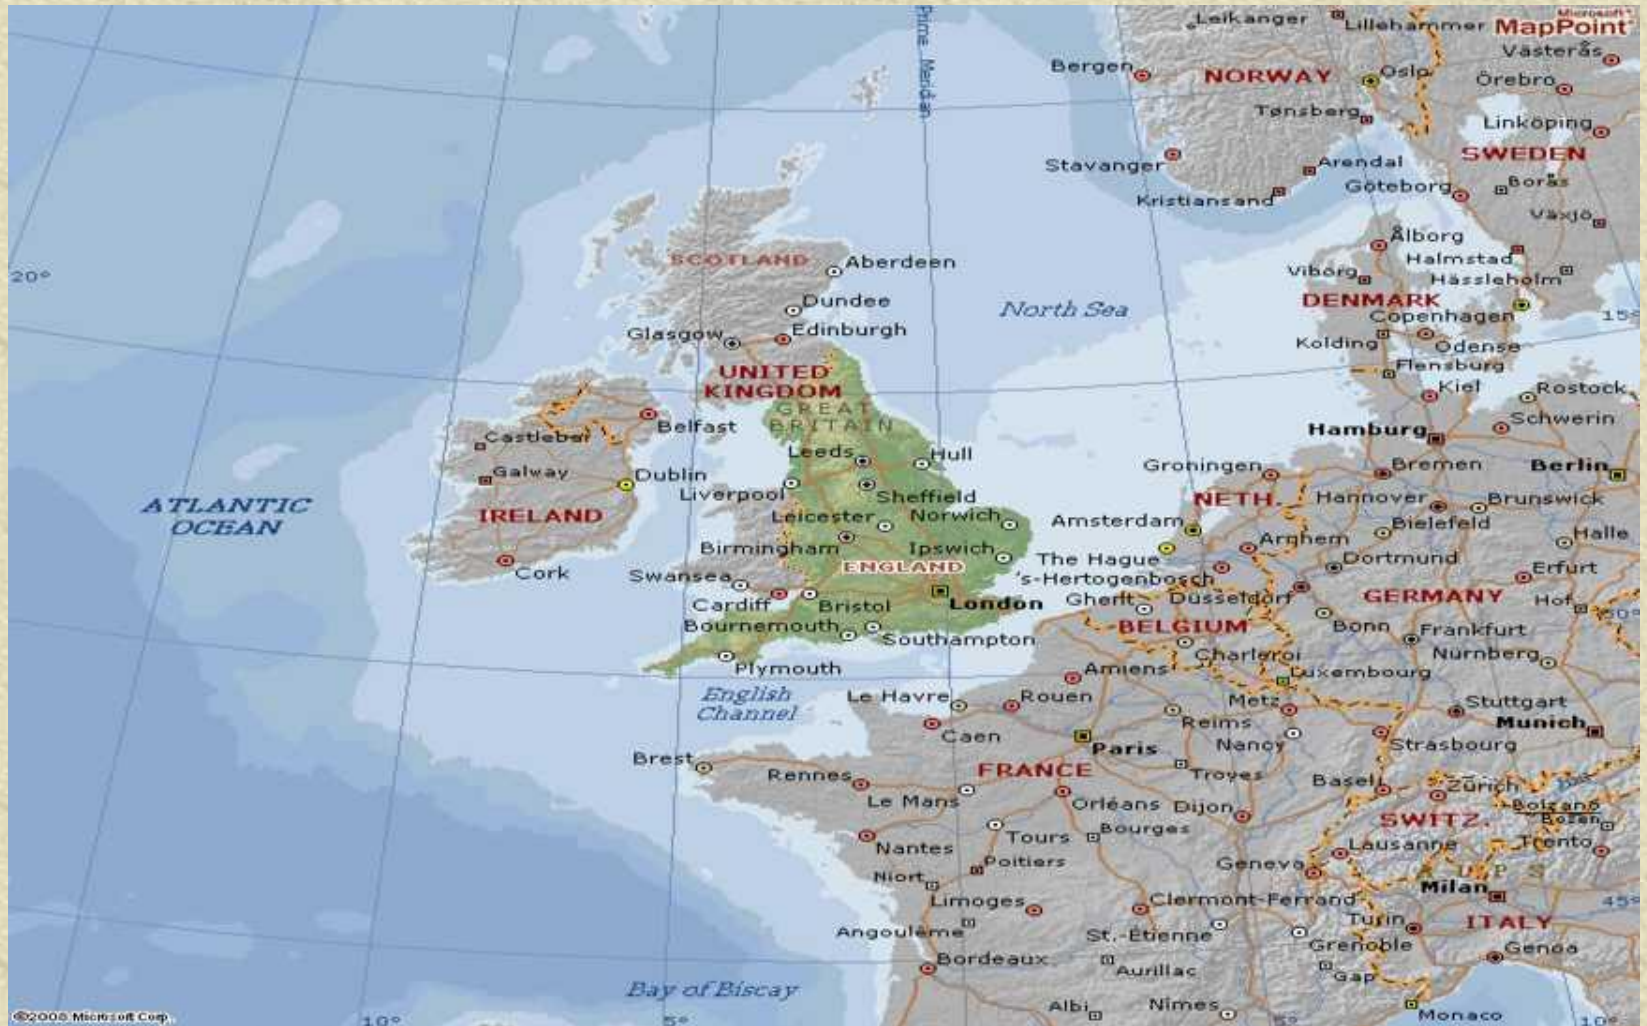 Prime Meridian
Leikanger
Lillehammer
Microsoft
MapPoint
Västerås
Bergen
NORWAY
Oslo
Örebro
Tønsberg
Linköping
SWEDEN
Stavanger
Arendal
Borås
Kristiansand
Göteborg
Växjö
Ålborg
SCOTLAND
Aberdeen
Halmstad
20°
Viborg
Hässleholm
Dundee
North Sea
DENMARK
Copenhagen
15°
Glasgow
Edinburgh
Kolding
Odense
Flensburg
UNITED
KINGDOM
Kiel
Rostock
GREAT
BRITAIN
Schwerin
Belfast
Hamburg
Castlebar
Leeds
Hull
Galway
Dublin
Groningen
Bremen
Berlin
Liverpool
Sheffield
NETH.
Hannover
Brunswick
ATLANTIC
OCEAN
IRELAND
Leicester
Norwich
Amsterdam
Bielefeld
Halle
Birmingham
Ipswich
The Hague
Arnhem
Dortmund
Cork
ENGLAND
Swansea
's-Hertogenbosch
Erfurt
Cardiff
Bristol
London
Ghent
Düsseldorf
GERMANY
Hof
50°
Bournemouth
Southampton
BELGIUM
Bonn
Frankfurt
Plymouth
Charleroi
Nürnberg
Amiens
Luxembourg
English
Channel
Le Havre
Rouen
Metz
Stuttgart
Caen
Reims
Munich
Paris
Nancy
Strasbourg
Brest
Rennes
FRANCE
Troyes
Basel
Zürich
Le Mans
Orléans
Dijon
Bolzano
Bozen
SWITZ.
Tours
Bourges
Nantes
Lausanne
Trento
Poitiers
Geneva
ALPS
Niort
Milan
Limoges
Clermont-Ferrand
45°
Angoulême
St.-Étienne
Turin
ITALY
Grenoble
Genoa
Bordeaux
Aurillac
Gap
Bay of Biscay
Albi
Nîmes
Monaco
©2008 Microsoft Corp.
10°
5°
5°
10°